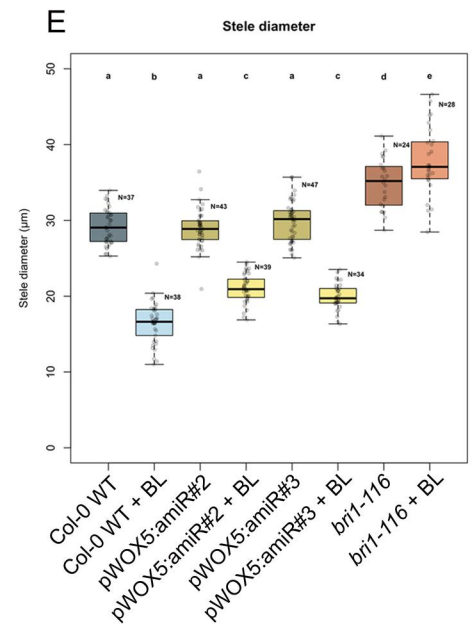 E
Stele diameter
Stele diameter (µm)
50
40
30
20
10
0
a b a c a c d e
N=37
N=38
N=43
N=39
N=47
N=34
N=24
N=28
Col-0 WT
Col-0 WT + BL
pWOX5:amiR#2
pWOX5:amiR#2 + BL
pWOX5:amiR#3
pWOX5:amiR#3 + BL
bri1-116
bri1-116 + BL